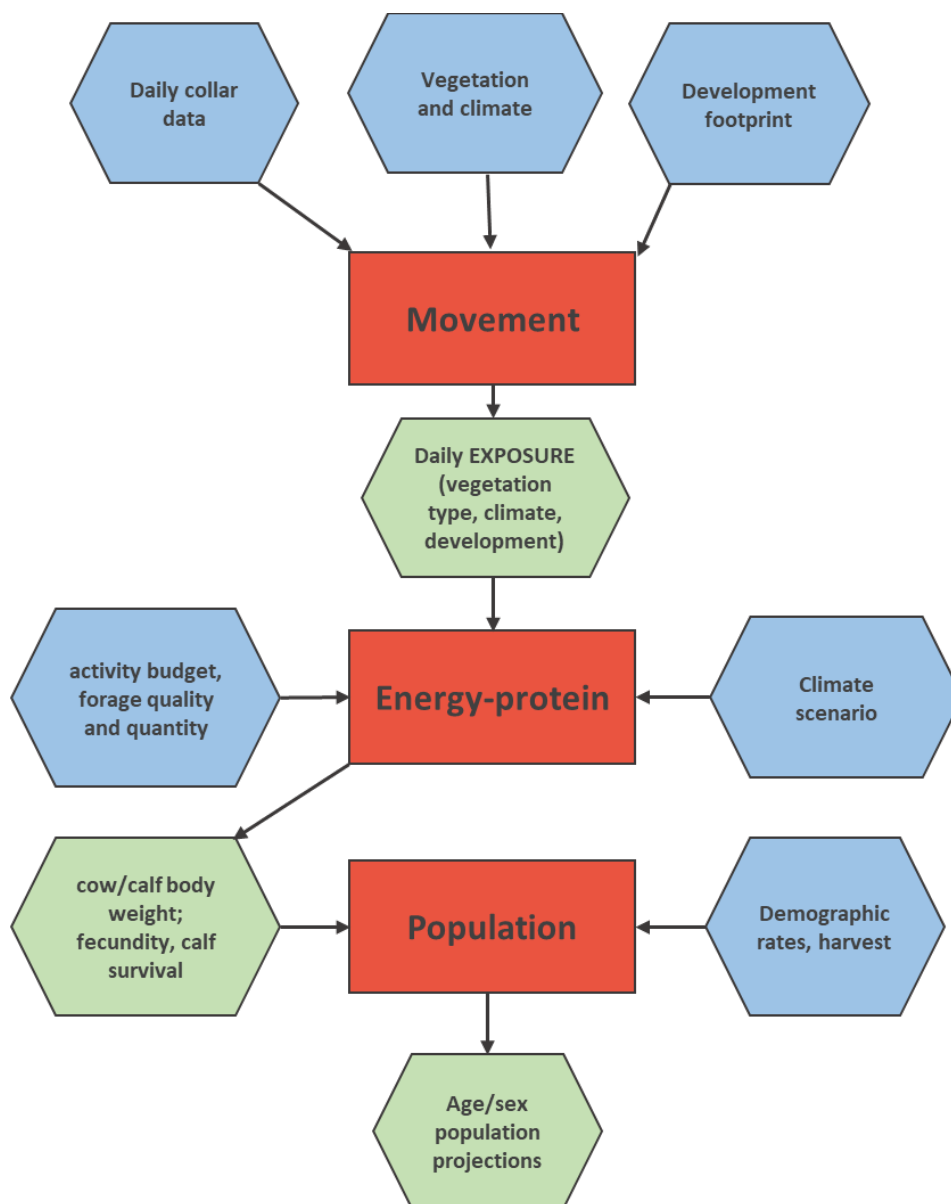 Daily collar
data
Vegetation
and climate
Development
footprint
Movement
Daily EXPOSURE
(vegetation
type, climate,
development)
activity budget,
forage quality
and quantity
Energy-protein
Climate
scenario
cow/calf body
weight;
fecundity, calf
survival
Population
Demographic
rates, harvest
Age/sex
population
projections